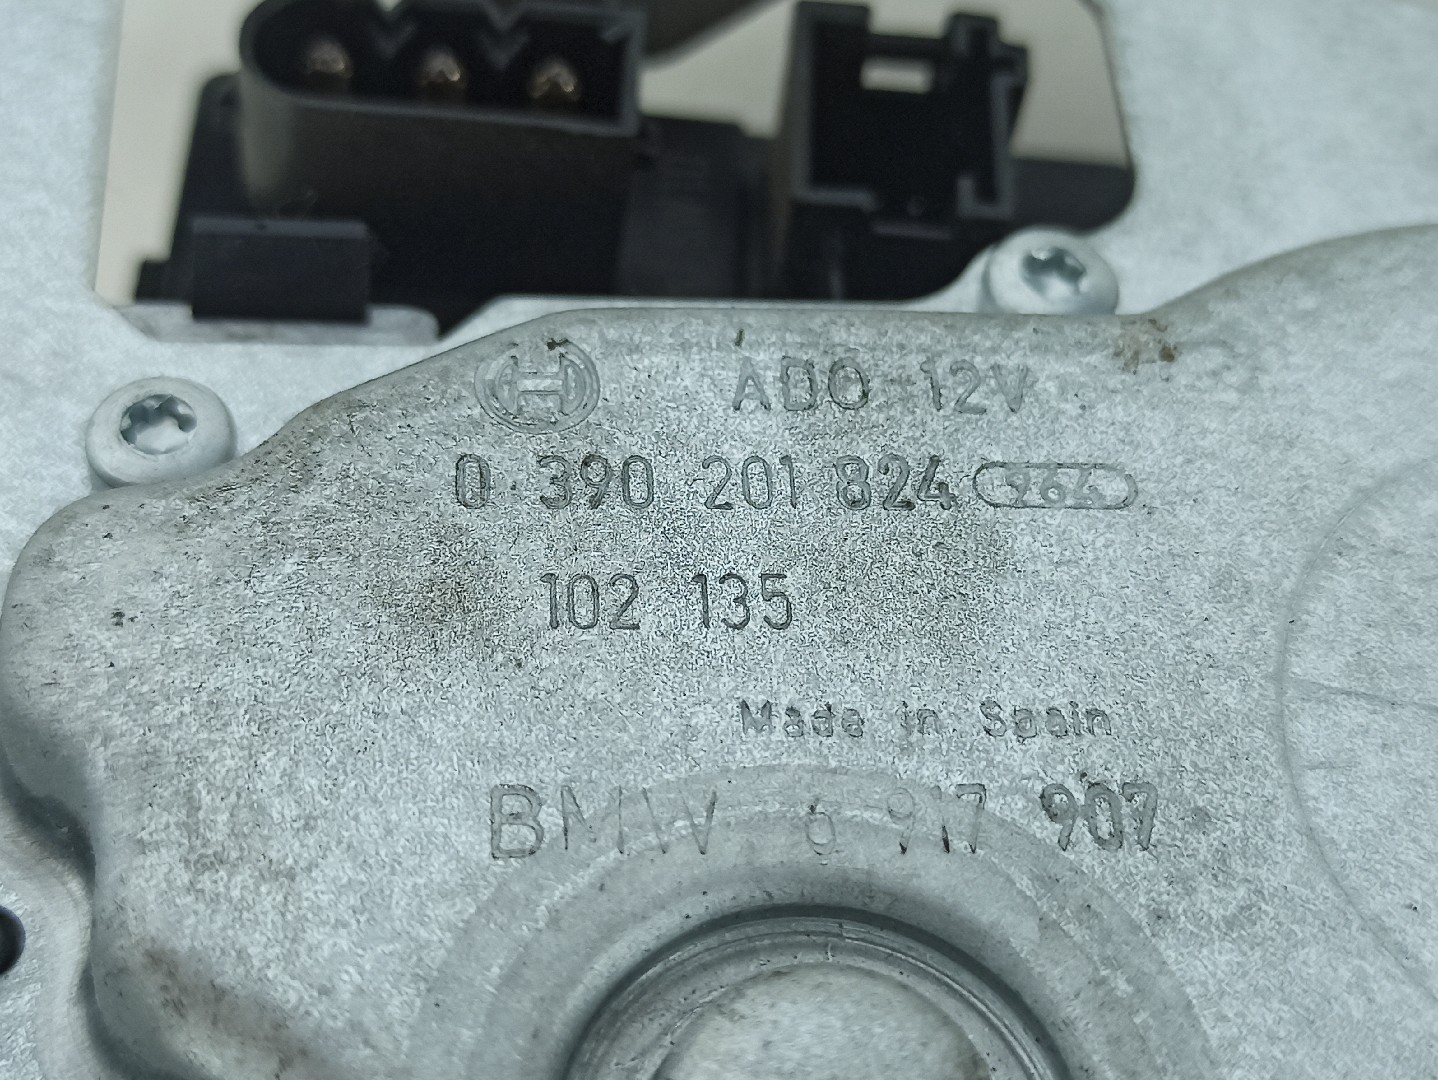 ADO 12V
0 390 201 824 964
102 135
Made in Spain
BMW 6 917 907